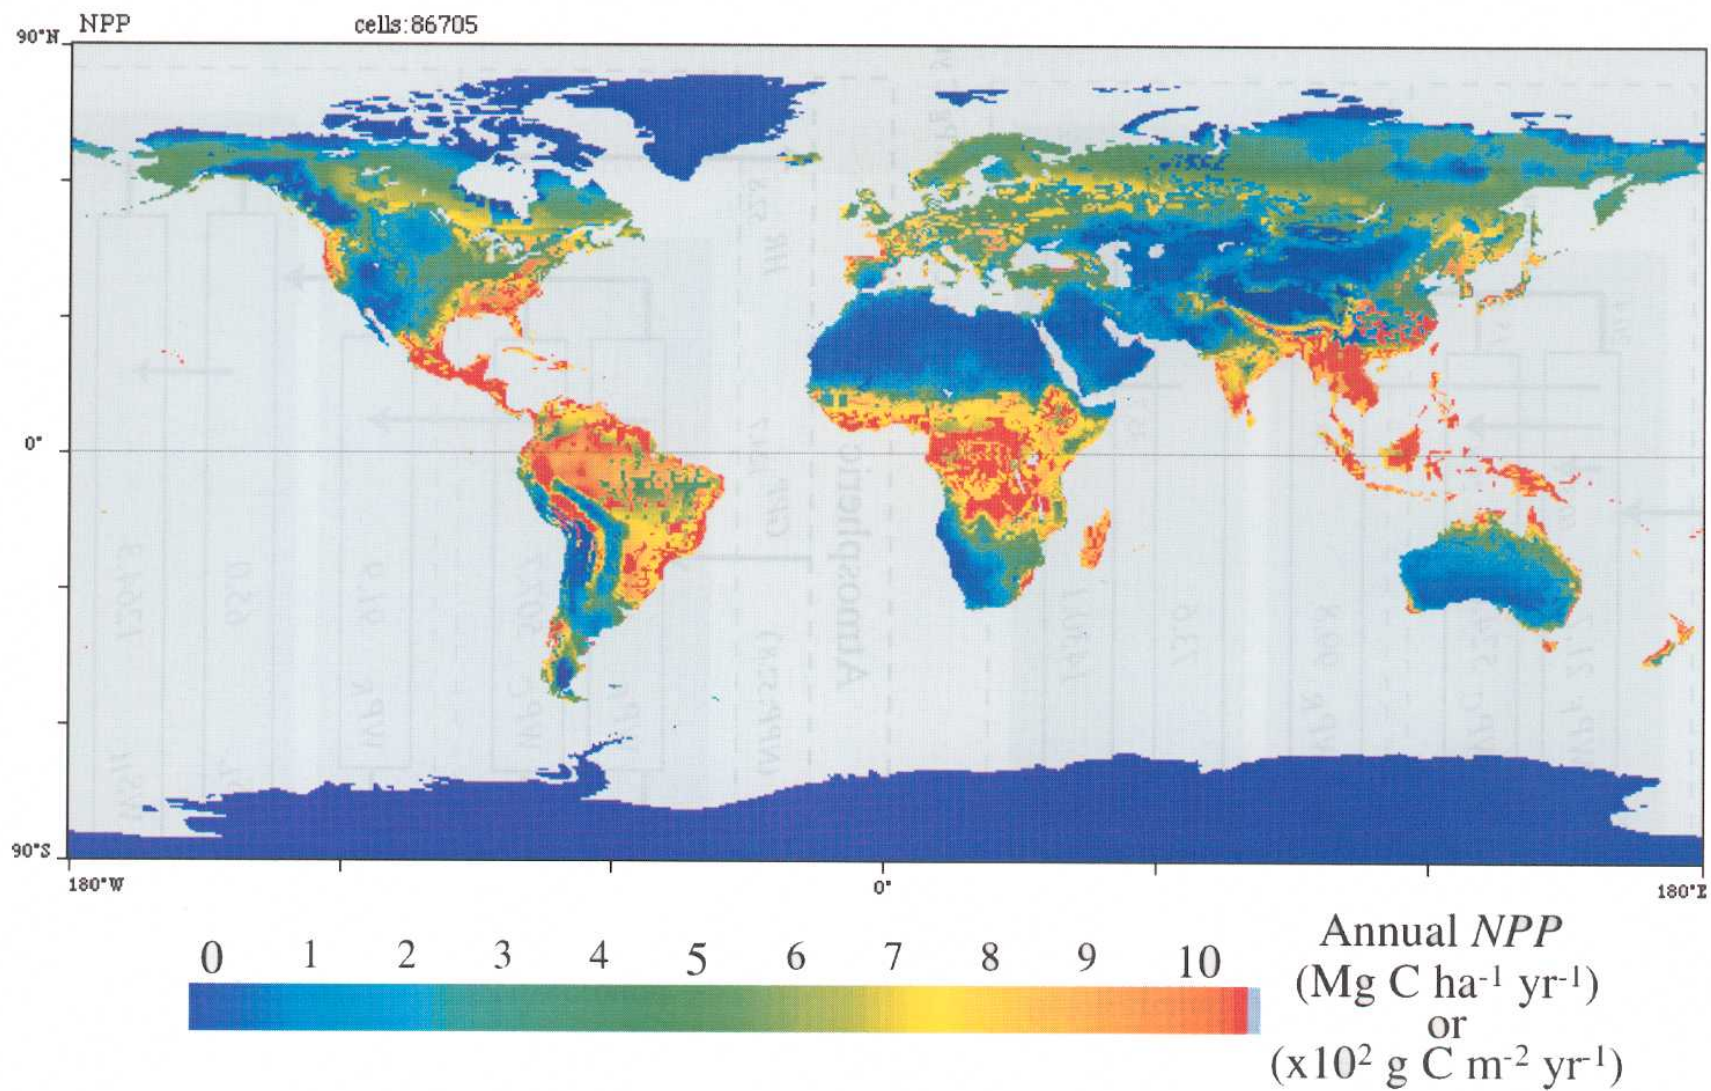 NPP cells:86705
90°N
0°
90°S
180°W 0° 180°E
0 1 2 3 4 5 6 7 8 9 10
Annual NPP
(Mg C ha-1 yr-1)
or
(x10² g C m-2 yr-1)